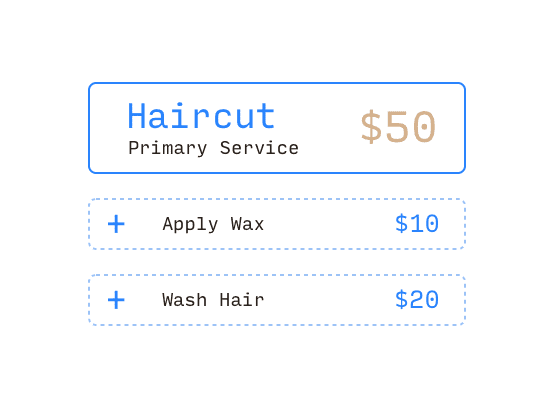 Haircut
Primary Service
$50
+ Apply Wax $10
+ Wash Hair $20